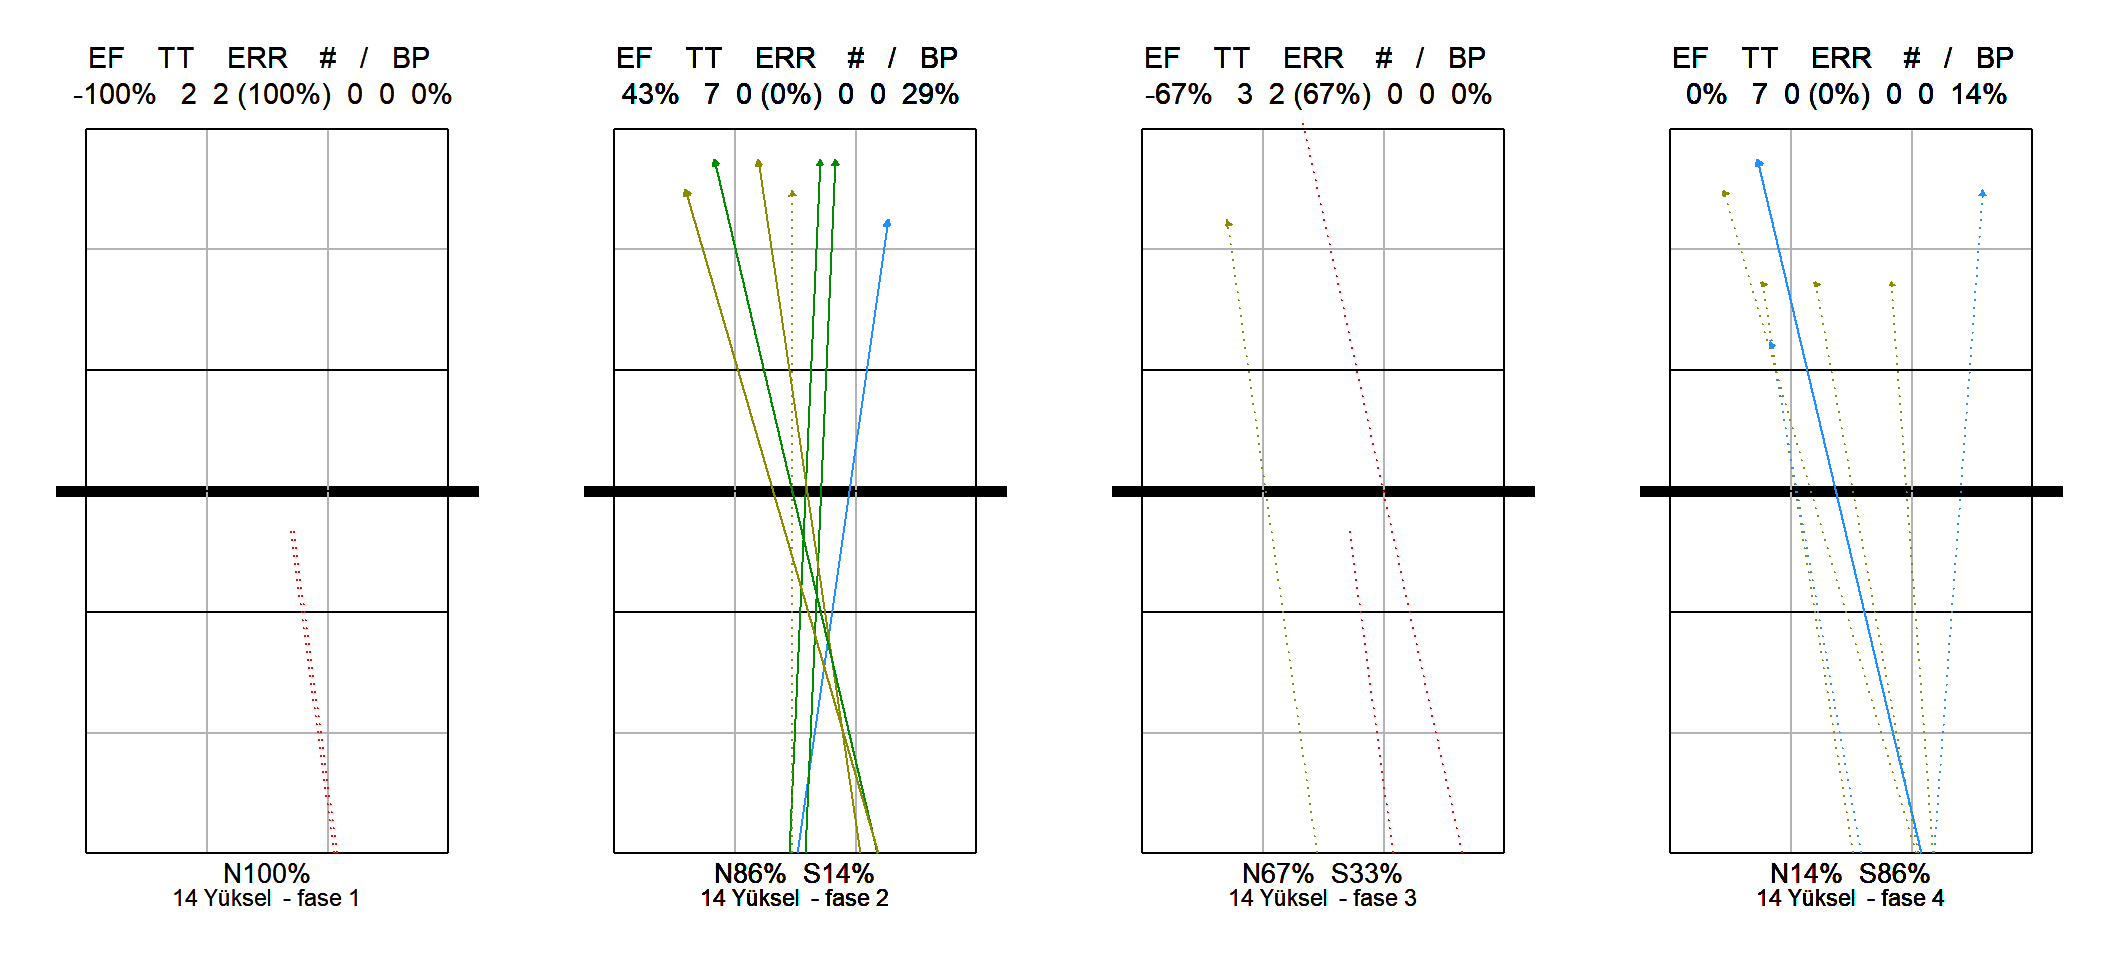 EF TT ERR # / BP
-100% 2 2 (100%) 0 0 0%
N100%
14 Yüksel - fase 1
EF TT ERR # / BP
43% 7 0 (0%) 0 0 29%
N86% S14%
14 Yüksel - fase 2
EF TT ERR # / BP
-67% 3 2 (67%) 0 0 0%
N67% S33%
14 Yüksel - fase 3
EF TT ERR # / BP
0% 7 0 (0%) 0 0 14%
N14% S86%
14 Yüksel - fase 4